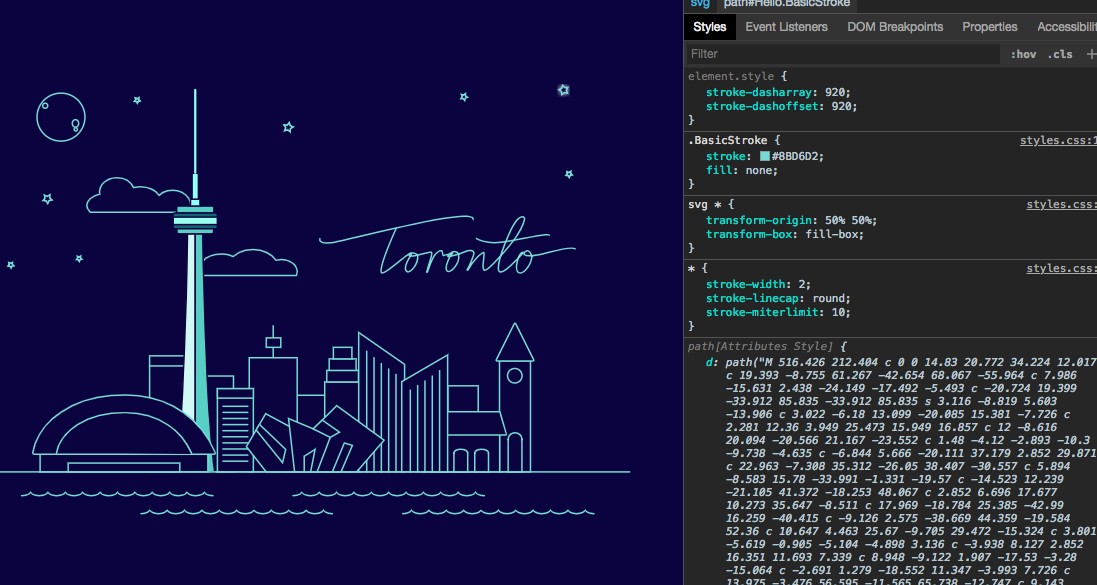 Toronto
svg path#Hello.BasicStroke
Styles Event Listeners DOM Breakpoints Properties
Filter :hov .cls +
element.style {
stroke-dasharray: 920;
stroke-dashoffset: 920;
}
.BasicStroke { styles.css:1
stroke: #8BD6D2;
fill: none;
}
svg * { styles.css:
transform-origin: 50% 50%;
transform-box: fill-box;
}
* { styles.css:
stroke-width: 2;
stroke-linecap: round;
stroke-miterlimit: 10;
}
path[Attributes Style] {
d: path("M 516.426 212.404 c 0 0 14.83 20.772 34.224 12.017
c 19.393 -8.755 61.267 -42.654 68.067 -55.964 c 7.986
-15.631 2.438 -24.149 -17.492 -5.493 c -20.724 19.399
-33.912 85.835 -33.912 85.835 s 3.116 -8.819 5.603
-13.906 c 3.022 -6.18 13.099 -20.085 15.381 -7.726 c
2.281 12.36 3.949 25.473 15.949 16.857 c 12 -8.616
20.094 -20.566 21.167 -23.552 c 1.48 -4.12 -2.893 -10.3
-9.738 -4.635 c -6.844 5.666 -20.111 37.179 2.852 29.871
c 22.963 -7.308 35.312 -26.05 38.407 -30.557 c 5.894
-8.583 15.78 -33.991 -1.331 -19.57 c -14.523 12.239
-21.105 41.372 -18.253 48.067 c 2.852 6.696 17.677
10.273 35.647 -8.511 c 17.969 -18.784 25.385 -42.99
16.259 -40.415 c -9.126 2.575 -38.669 44.359 -19.584
52.36 c 10.647 4.463 25.67 -9.705 29.472 -15.324 c 3.801
-5.619 -0.905 -5.104 -4.898 3.136 c -3.938 8.127 2.852
16.351 11.693 7.339 c 8.948 -9.122 1.907 -17.53 -3.28
-15.064 c -2.691 1.279 -18.552 11.347 -3.993 7.726 c
13.975 -3.476 56.595 -11.565 65.738 -12.747 c 9.143